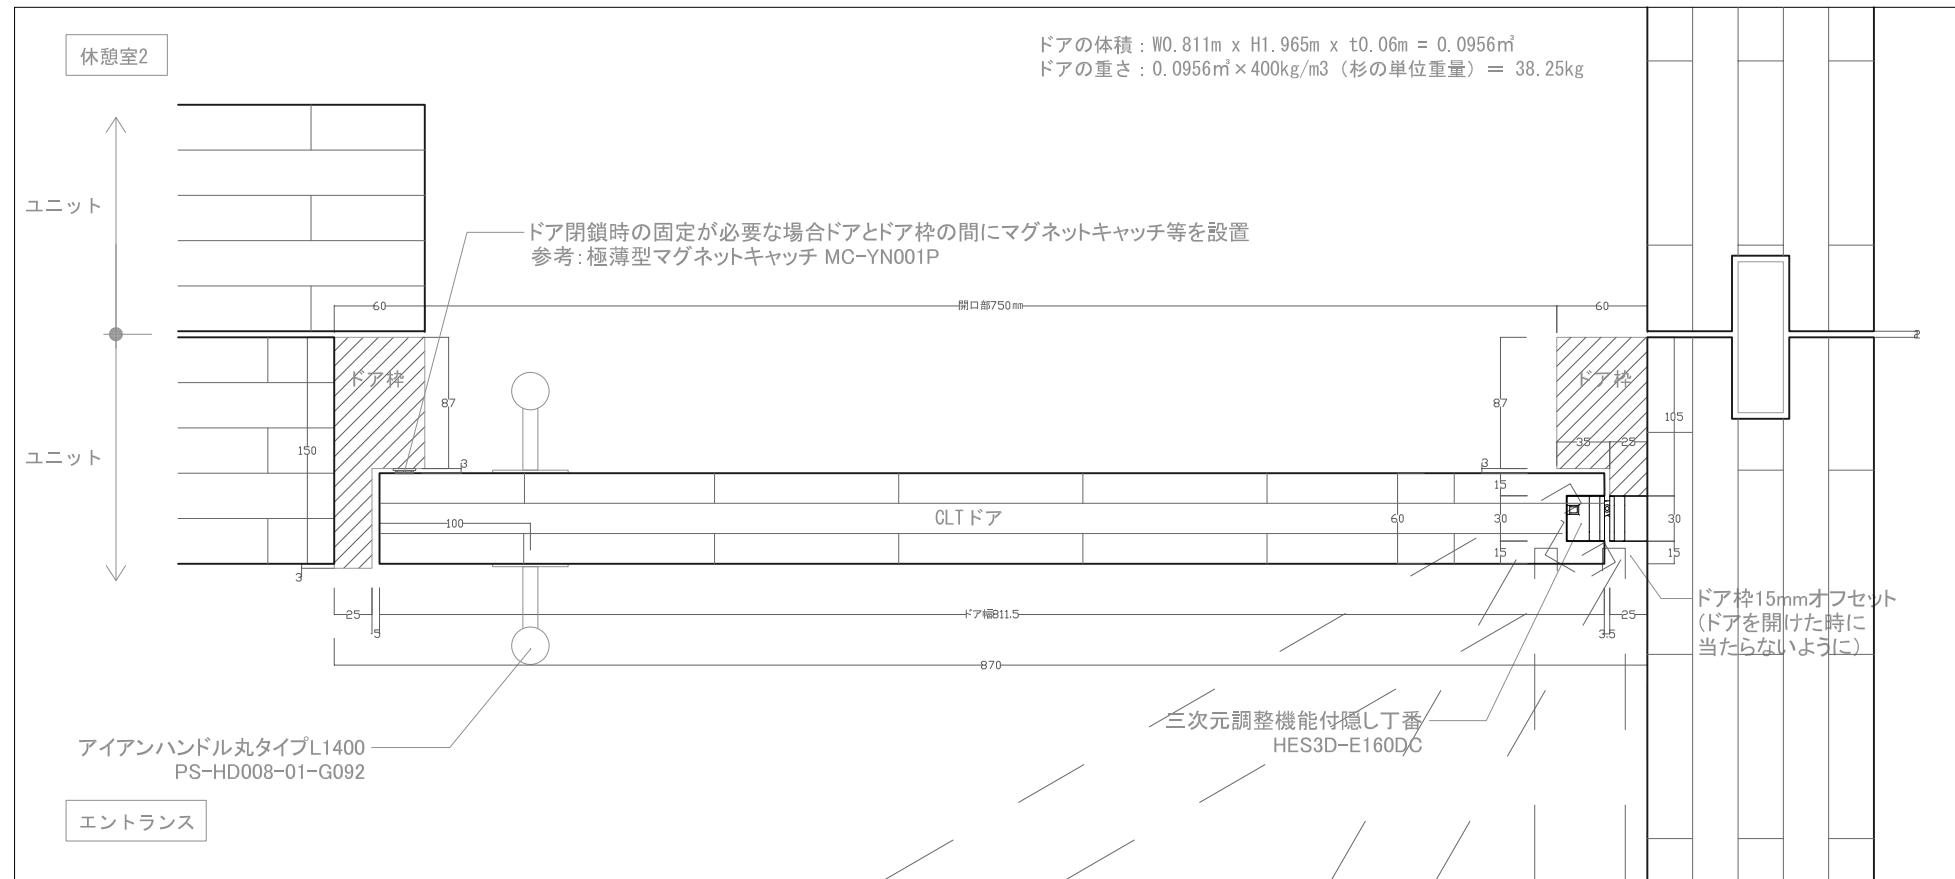 休憩室2
ドアの体積：W0.811m x H1.965m x t0.06m = 0.0956㎥
ドアの重さ：0.0956㎥×400kg/m3（杉の単位重量）＝ 38.25kg
ユニット
ドア閉鎖時の固定が必要な場合ドアとドア枠の間にマグネットキャッチ等を設置
参考：極薄型マグネットキャッチ MC-YN001P
60
開口部750mm
60
2
ドア枠
ドア枠
87
87
105
150
35
25
ユニット
3
3
15
100
CLTドア
60
30
30
15
15
3
25
5
ドア幅811.5
3.5
25
870
ドア枠15mmオフセット
(ドアを開けた時に
当たらないように)
アイアンハンドル丸タイプL1400
PS-HD008-01-G092
三次元調整機能付隠し丁番
HES3D-E160DC
エントランス